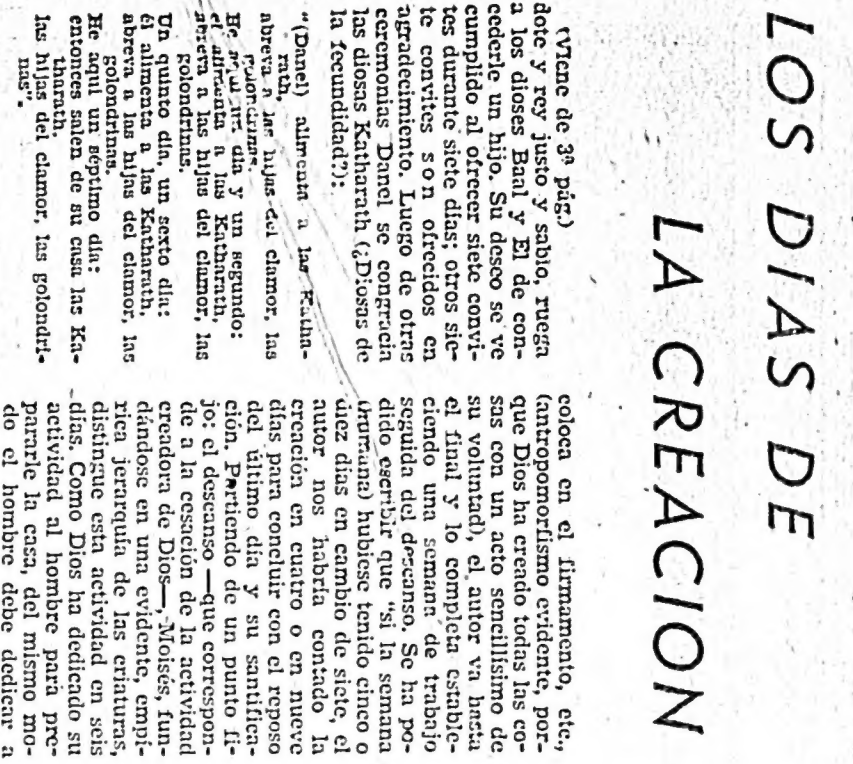 LOS DIAS DE
LA CREACION
(Viene de 3ª pág.)
dote y rey justo y sabio, ruega
a los dioses Baal y El de con-
cederle un hijo. Su deseo se ve
cumplido al ofrecer siete convi-
tes durante siete días; otros sie-
te convites son ofrecidos en
agradecimiento. Luego de otras
ceremonias Danel se congracia
las diosas Katharath (¿Diosas de
la fecundidad?):
"(Danel) alimenta a las Katha-
rath,
abreva a las hijas del clamor, las
golondrinas.
He aquí un día y un segundo:
el alimenta a las Katharath,
abreva a las hijas del clamor, las
golondrinas.
Un quinto día, un sexto día:
él alimenta a las Katharath,
abreva a las hijas del clamor, las
golondrinas.
He aquí un séptimo día:
entonces salen de su casa las Ka-
tharath,
las hijas del clamor, las golondri-
nas".
coloca en el firmamento, etc.,
(antropomorfismo evidente, por-
que Dios ha creado todas las co-
sas con un acto sencillísimo de
su voluntad), el autor va hasta
el final y lo completa estable-
ciendo una semana de trabajo
seguida del descanso. Se ha po-
dido escribir que "si la semana
(humana) hubiese tenido cinco o
diez días en cambio de siete, el
autor nos habría contado la
creación en cuatro o en nueve
días para concluir con el reposo
del último día y su santifica-
ción. Partiendo de un punto fi-
jo: el descanso —que correspon-
de a la cesación de la actividad
creadora de Dios—, Moisés, fun-
dándose en una evidente, empí-
rica jerarquía de las criaturas,
distingue esta actividad en seis
días. Como Dios ha dedicado su
actividad al hombre para pre-
pararle la casa, del mismo mo-
do el hombre debe dedicar a